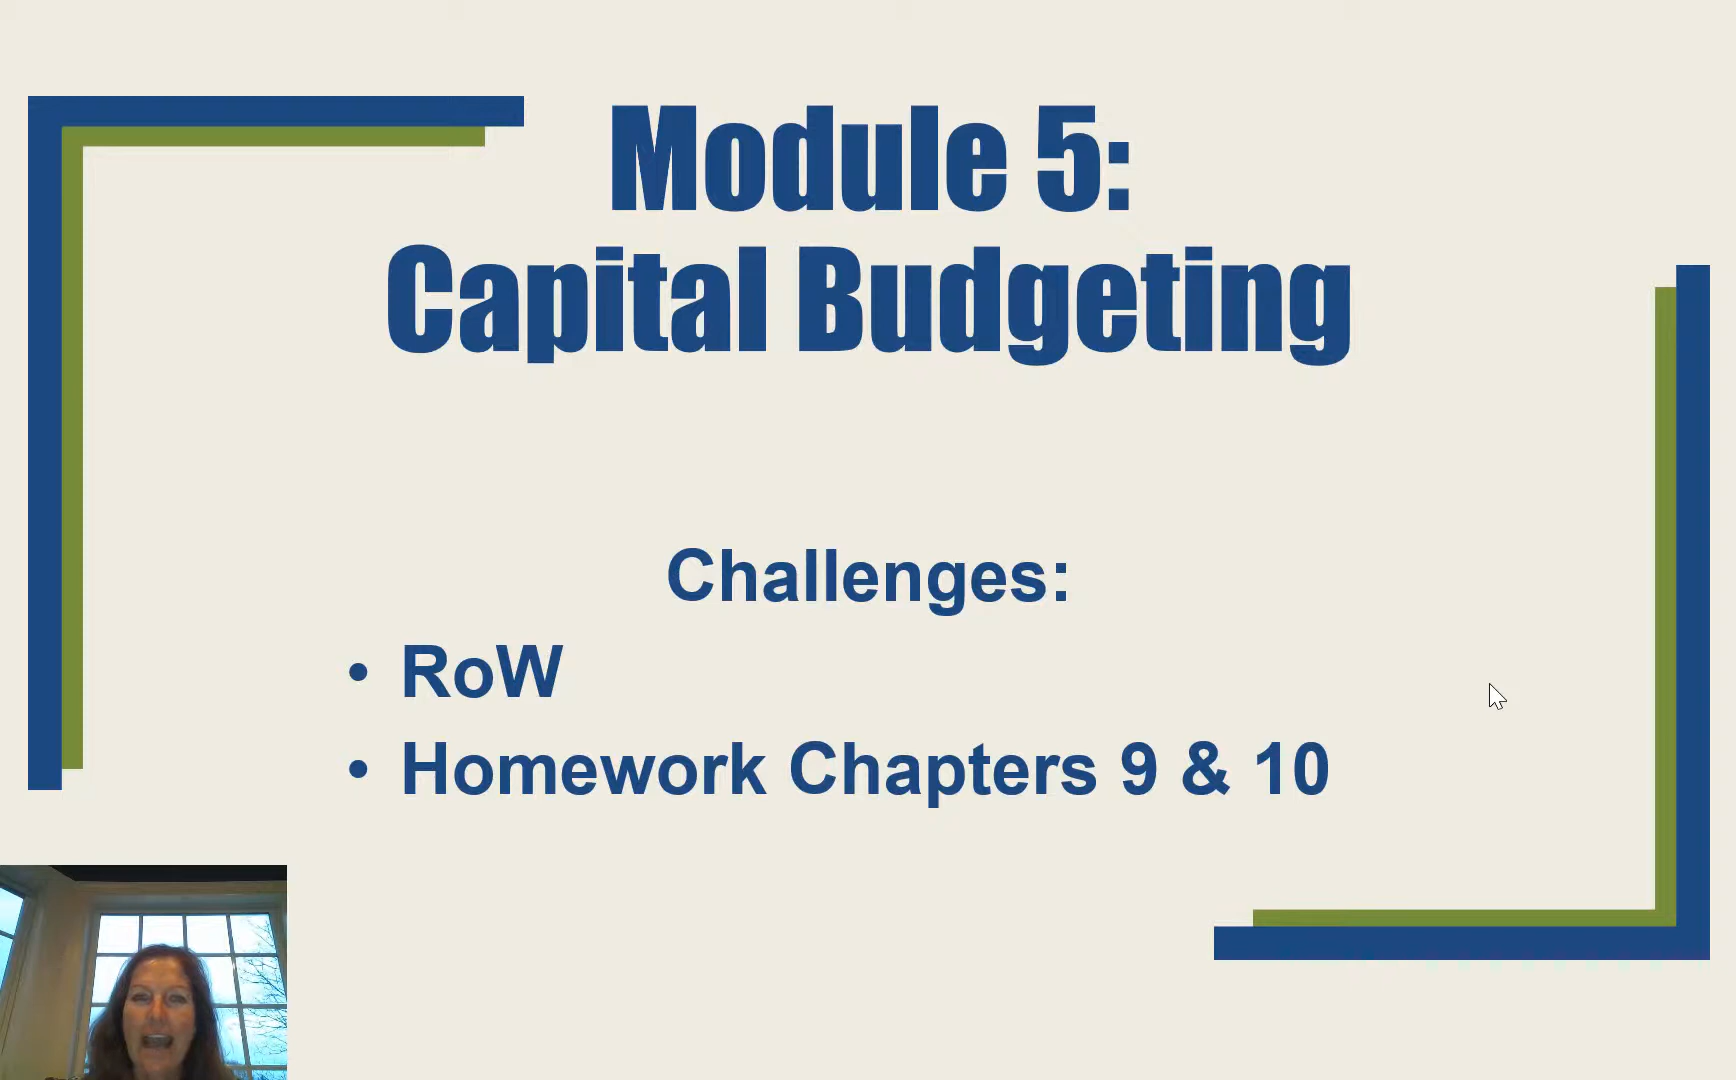 Module 5:
Capital Budgeting
Challenges:
• RoW
• Homework Chapters 9 & 10